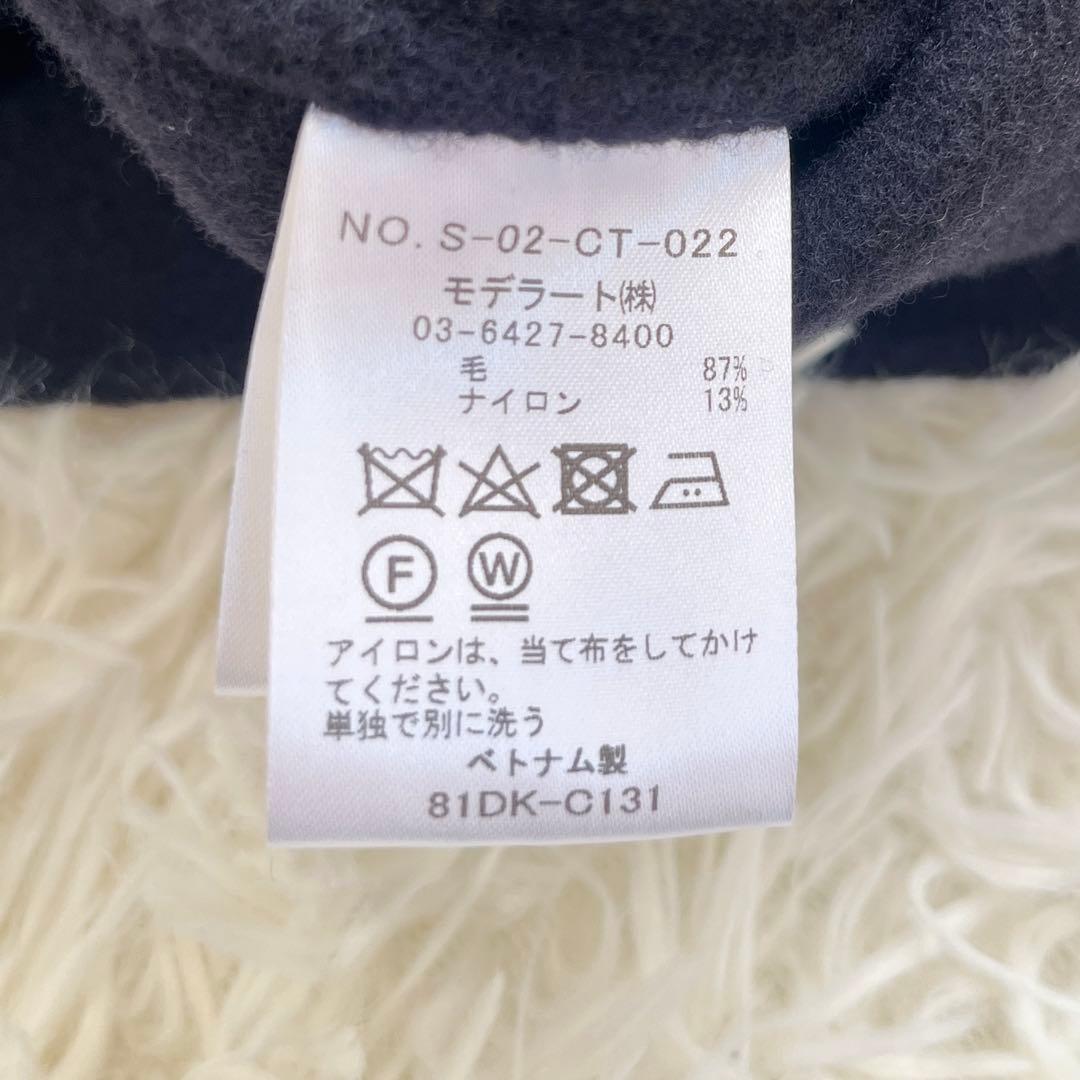 NO. S-02-CT-022
モデラート㈱
03-6427-8400
毛 87%
ナイロン 13%
F W
アイロンは、当て布をしてかけ
てください。
単独で別に洗う
ベトナム製
81DK-C131